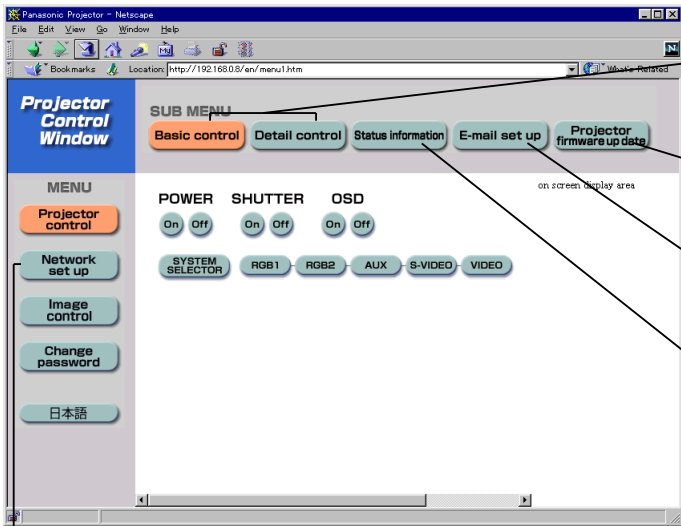 Panasonic Projector - Netscape
File Edit View Go Window Help
Bookmarks Location: http://192.168.0.8/en/menu1.htm What's Related
Projector
Control
Window
SUB MENU
Basic control Detail control Status information E-mail set up Projector
firmware up date
MENU
Projector
control
Network
set up
Image
control
Change
password
日本語
on screen display area
POWER SHUTTER OSD
On Off On Off On Off
SYSTEM
SELECTOR RGB1 RGB2 AUX S-VIDEO VIDEO